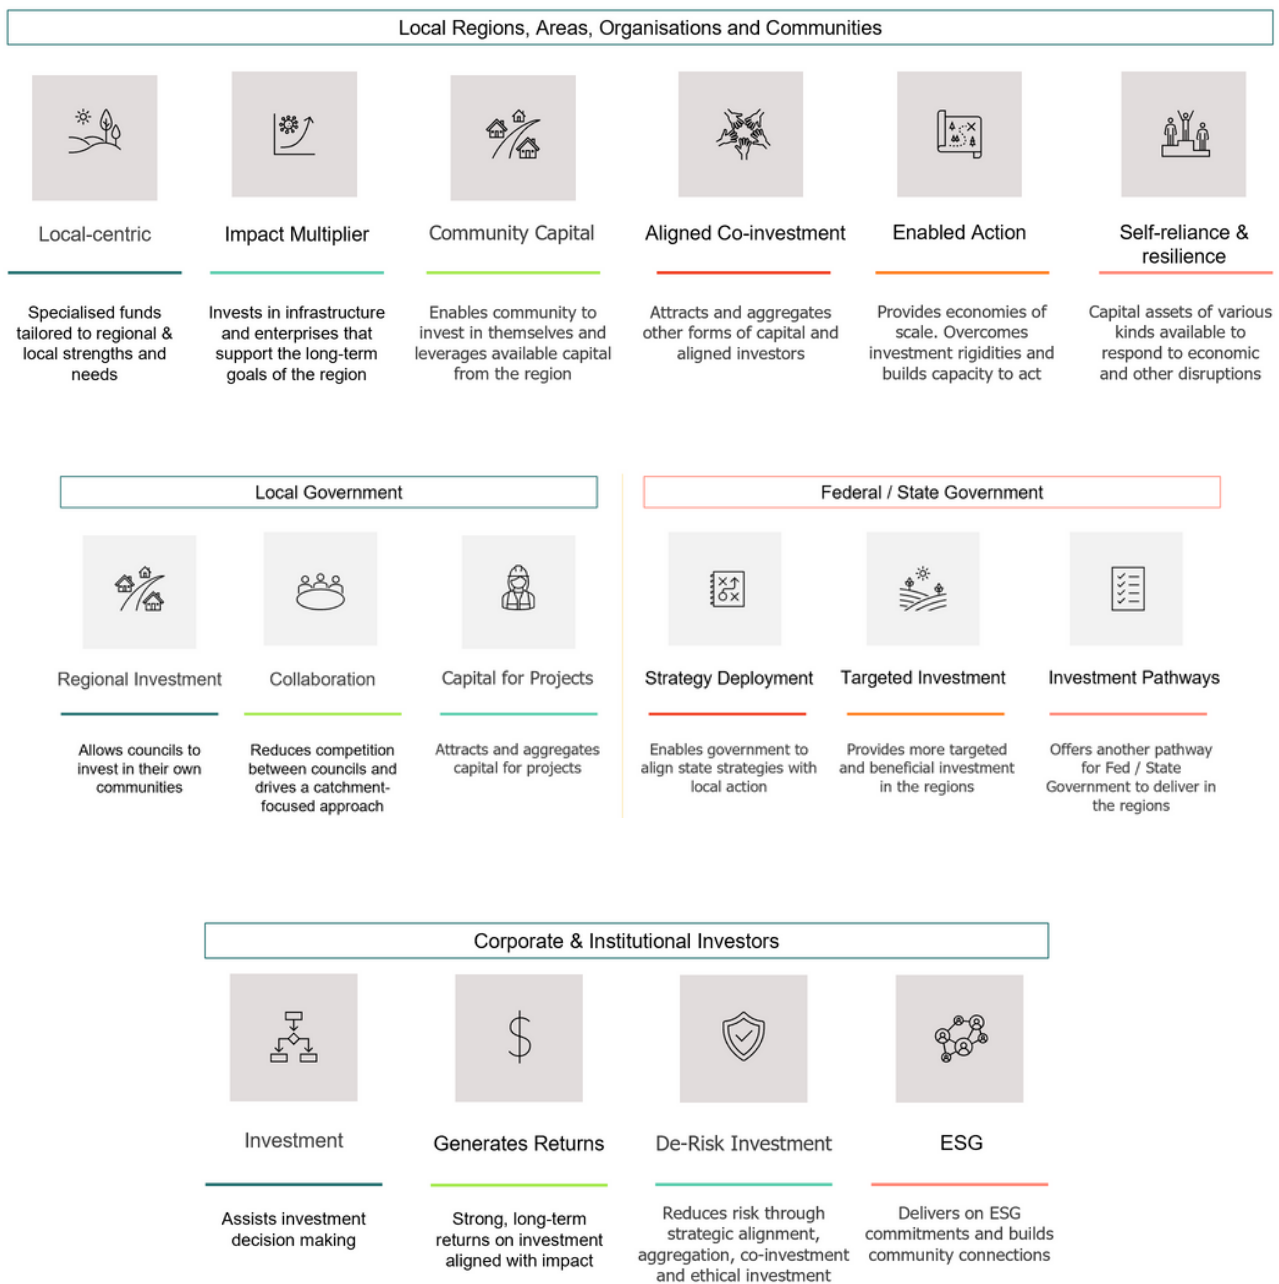 Local Regions, Areas, Organisations and Communities
Local-centric
Specialised funds
tailored to regional &
local strengths and
needs
Impact Multiplier
Invests in infrastructure
and enterprises that
support the long-term
goals of the region
Community Capital
Enables community to
invest in themselves and
leverages available capital
from the region
Aligned Co-investment
Attracts and aggregates
other forms of capital and
aligned investors
Enabled Action
Provides economies of
scale. Overcomes
investment rigidities and
builds capacity to act
Self-reliance &
resilience
Capital assets of various
kinds available to
respond to economic
and other disruptions
Local Government
Regional Investment
Allows councils to
invest in their own
communities
Collaboration
Reduces competition
between councils and
drives a catchment-
focused approach
Capital for Projects
Attracts and aggregates
capital for projects
Federal / State Government
Strategy Deployment
Enables government to
align state strategies with
local action
Targeted Investment
Provides more targeted
and beneficial investment
in the regions
Investment Pathways
Offers another pathway
for Fed / State
Government to deliver in
the regions
Corporate & Institutional Investors
Investment
Assists investment
decision making
Generates Returns
Strong, long-term
returns on investment
aligned with impact
De-Risk Investment
Reduces risk through
strategic alignment,
aggregation, co-investment
and ethical investment
ESG
Delivers on ESG
commitments and builds
community connections